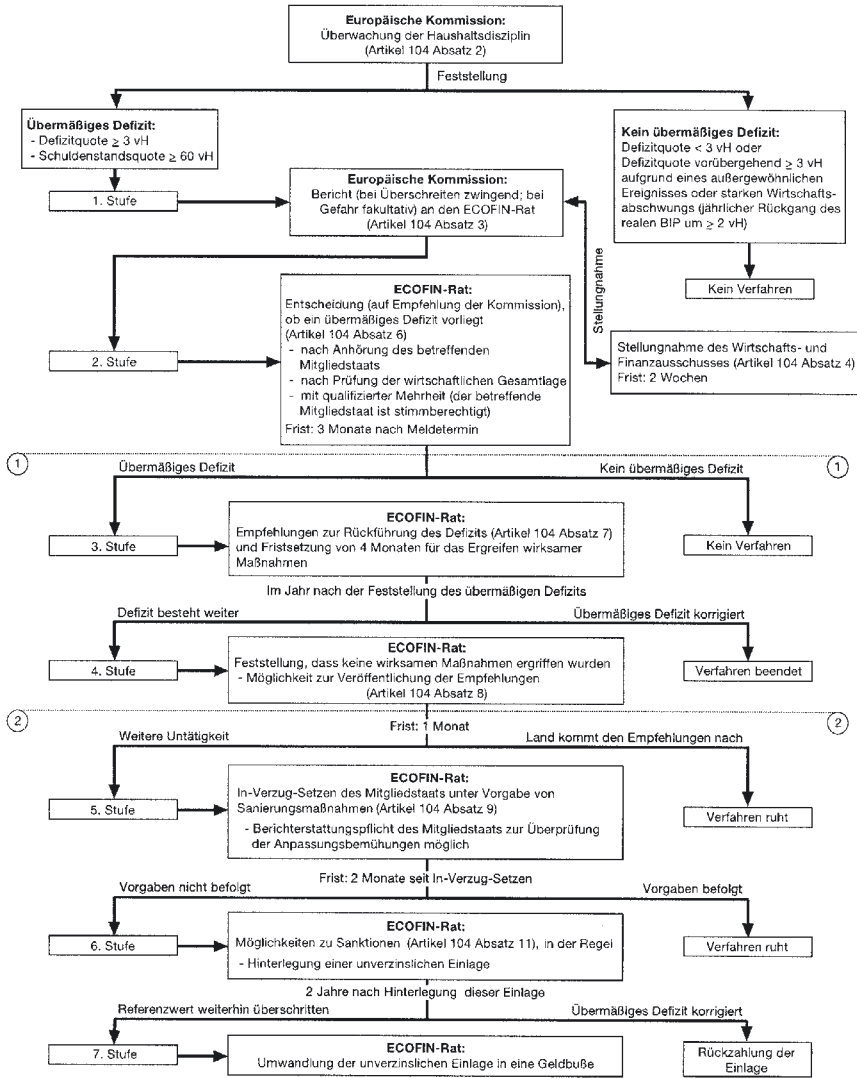 Europäische Kommission:
Überwachung der Haushaltsdisziplin
(Artikel 104 Absatz 2)
Feststellung
Übermäßiges Defizit:
- Defizitquote ≥ 3 vH
- Schuldenstandsquote ≥ 60 vH
Kein übermäßiges Defizit:
Defizitquote < 3 vH oder
Defizitquote vorübergehend ≥ 3 vH
aufgrund eines außergewöhnlichen
Ereignisses oder starken Wirtschafts-
abschwungs (jährlicher Rückgang des
realen BIP um ≥ 2 vH)
1. Stufe
Europäische Kommission:
Bericht (bei Überschreiten zwingend; bei
Gefahr fakultativ) an den ECOFIN-Rat
(Artikel 104 Absatz 3)
Kein Verfahren
Stellungnahme
2. Stufe
ECOFIN-Rat:
Entscheidung (auf Empfehlung der Kommission),
ob ein übermäßiges Defizit vorliegt
(Artikel 104 Absatz 6)
- nach Anhörung des betreffenden
Mitgliedstaats
- nach Prüfung der wirtschaftlichen Gesamtlage
- mit qualifizierter Mehrheit (der betreffende
Mitgliedstaat ist stimmberechtigt)
Frist: 3 Monate nach Meldetermin
Stellungnahme des Wirtschafts- und
Finanzausschusses (Artikel 104 Absatz 4)
Frist: 2 Wochen
1
1
Übermäßiges Defizit
Kein übermäßiges Defizit
3. Stufe
ECOFIN-Rat:
Empfehlungen zur Rückführung des Defizits (Artikel 104 Absatz 7)
und Fristsetzung von 4 Monaten für das Ergreifen wirksamer
Maßnahmen
Kein Verfahren
Im Jahr nach der Feststellung des übermäßigen Defizits
Defizit besteht weiter
Übermäßiges Defizit korrigiert
4. Stufe
ECOFIN-Rat:
Feststellung, dass keine wirksamen Maßnahmen ergriffen wurden
- Möglichkeit zur Veröffentlichung der Empfehlungen
(Artikel 104 Absatz 8)
Verfahren beendet
2
2
Frist: 1 Monat
Weitere Untätigkeit
Land kommt den Empfehlungen nach
5. Stufe
ECOFIN-Rat:
In-Verzug-Setzen des Mitgliedstaats unter Vorgabe von
Sanierungsmaßnahmen (Artikel 104 Absatz 9)
- Berichterstattungspflicht des Mitgliedstaats zur Überprüfung
der Anpassungsbemühungen möglich
Verfahren ruht
Frist: 2 Monate seit In-Verzug-Setzen
Vorgaben nicht befolgt
Vorgaben befolgt
6. Stufe
ECOFIN-Rat:
Möglichkeiten zu Sanktionen (Artikel 104 Absatz 11), in der Regel
- Hinterlegung einer unverzinslichen Einlage
Verfahren ruht
2 Jahre nach Hinterlegung dieser Einlage
Referenzwert weiterhin überschritten
Übermäßiges Defizit korrigiert
7. Stufe
ECOFIN-Rat:
Umwandlung der unverzinslichen Einlage in eine Geldbuße
Rückzahlung der
Einlage